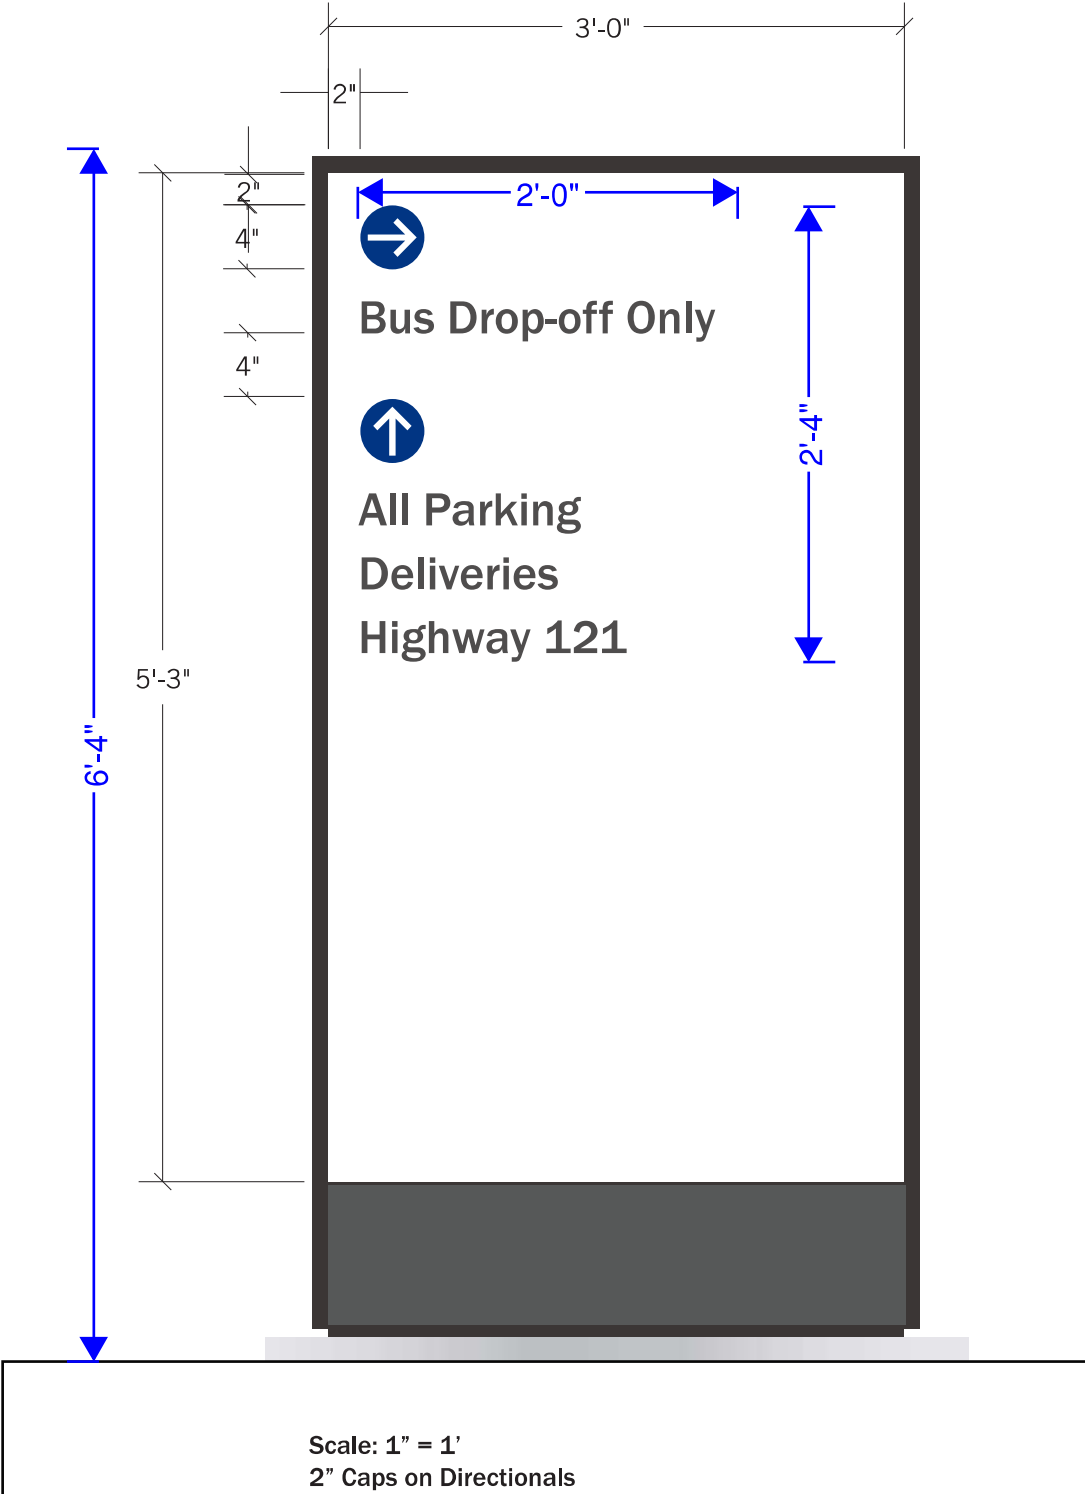 3'-0"
2"
2'-0"
2"
4"
Bus Drop-off Only
4"
2'-4"
All Parking
Deliveries
Highway 121
5'-3"
6'-4"
Scale: 1” = 1’
2” Caps on Directionals